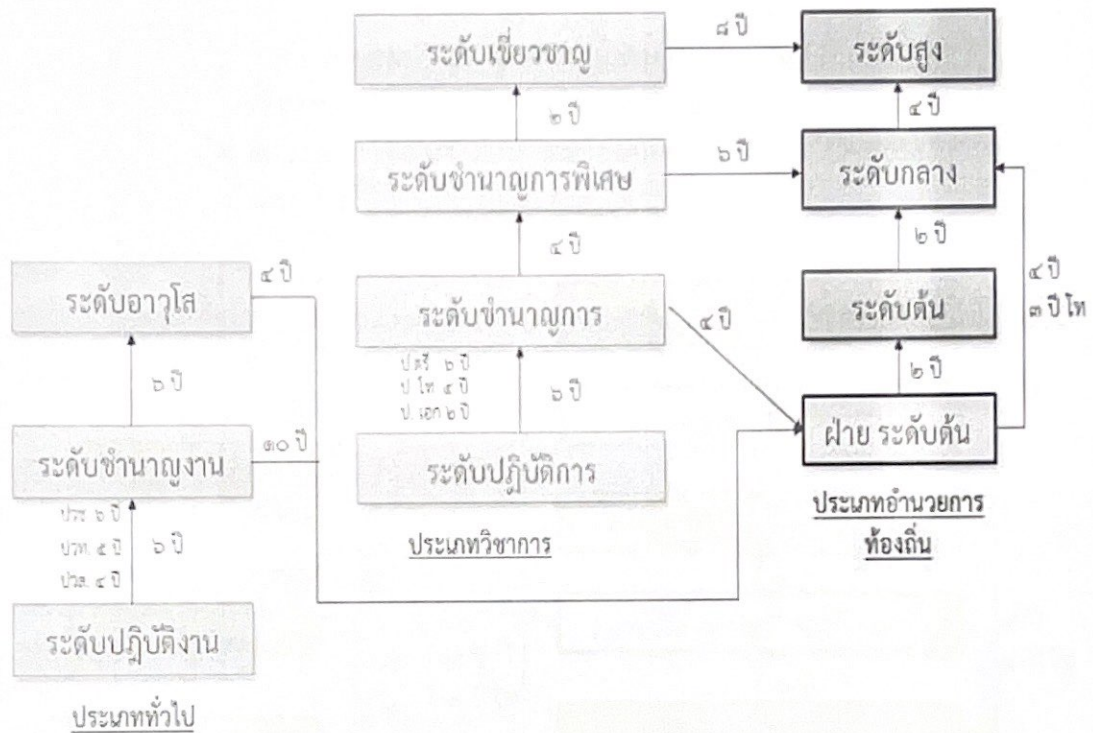 ระดับเชี่ยวชาญ
๘ ปี
ระดับสูง
๒ ปี
๔ ปี
ระดับชำนาญการพิเศษ
๖ ปี
ระดับกลาง
๔ ปี
๒ ปี
๔ ปี
๓ ปี โท
ระดับอาวุโส
๔ ปี
ระดับชำนาญการ
๔ ปี
ระดับต้น
๖ ปี
ป.ตรี ๖ ปี
ป.โท ๔ ปี
ป.เอก ๒ ปี
๖ ปี
๒ ปี
ระดับชำนาญงาน
๑๐ ปี
ระดับปฏิบัติการ
ฝ่าย ระดับต้น
ปวช. ๖ ปี
ปวท. ๕ ปี
ปวส. ๔ ปี
๖ ปี
ประเภทวิชาการ
ประเภทอำนวยการ
ท้องถิ่น
ระดับปฏิบัติงาน
ประเภททั่วไป